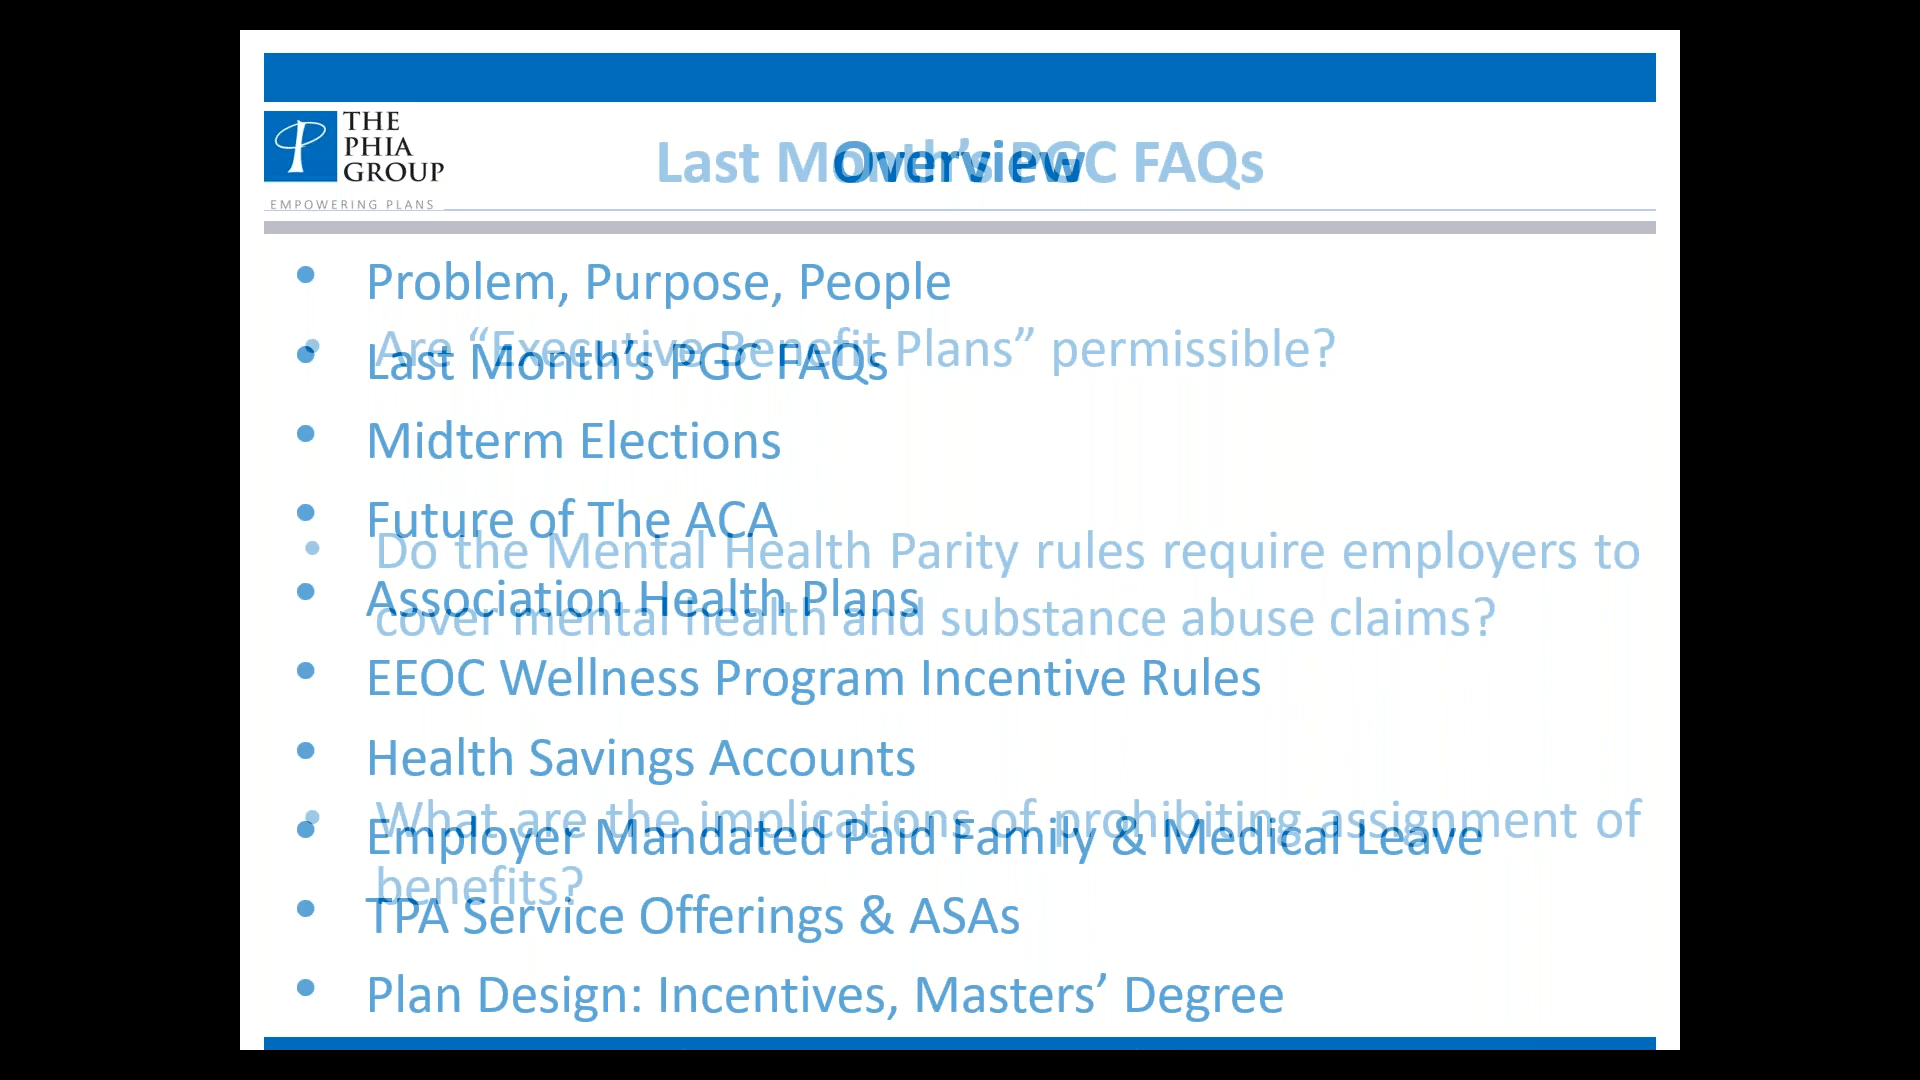 THE
PHIA
GROUP
EMPOWERING PLANS
Overview
• Problem, Purpose, People
• Last Month's PGC FAQs
• Midterm Elections
• Future of The ACA
• Association Health Plans
• EEOC Wellness Program Incentive Rules
• Health Savings Accounts
• Employer Mandated Paid Family & Medical Leave
• TPA Service Offerings & ASAs
• Plan Design: Incentives, Masters’ Degree
Last Month’s PGC FAQs
• Are “Executive Benefit Plans” permissible?
• Do the Mental Health Parity rules require employers to
cover mental health and substance abuse claims?
• What are the implications of prohibiting assignment of
benefits?